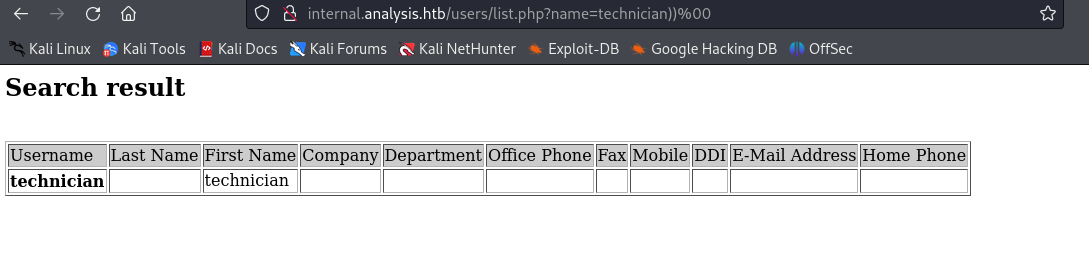 internal.analysis.htb/users/list.php?name=technician))%00
Kali Linux Kali Tools Kali Docs Kali Forums Kali NetHunter Exploit-DB Google Hacking DB OffSec
Search result
Username Last Name First Name Company Department Office Phone Fax Mobile DDI E-Mail Address Home Phone
technician technician